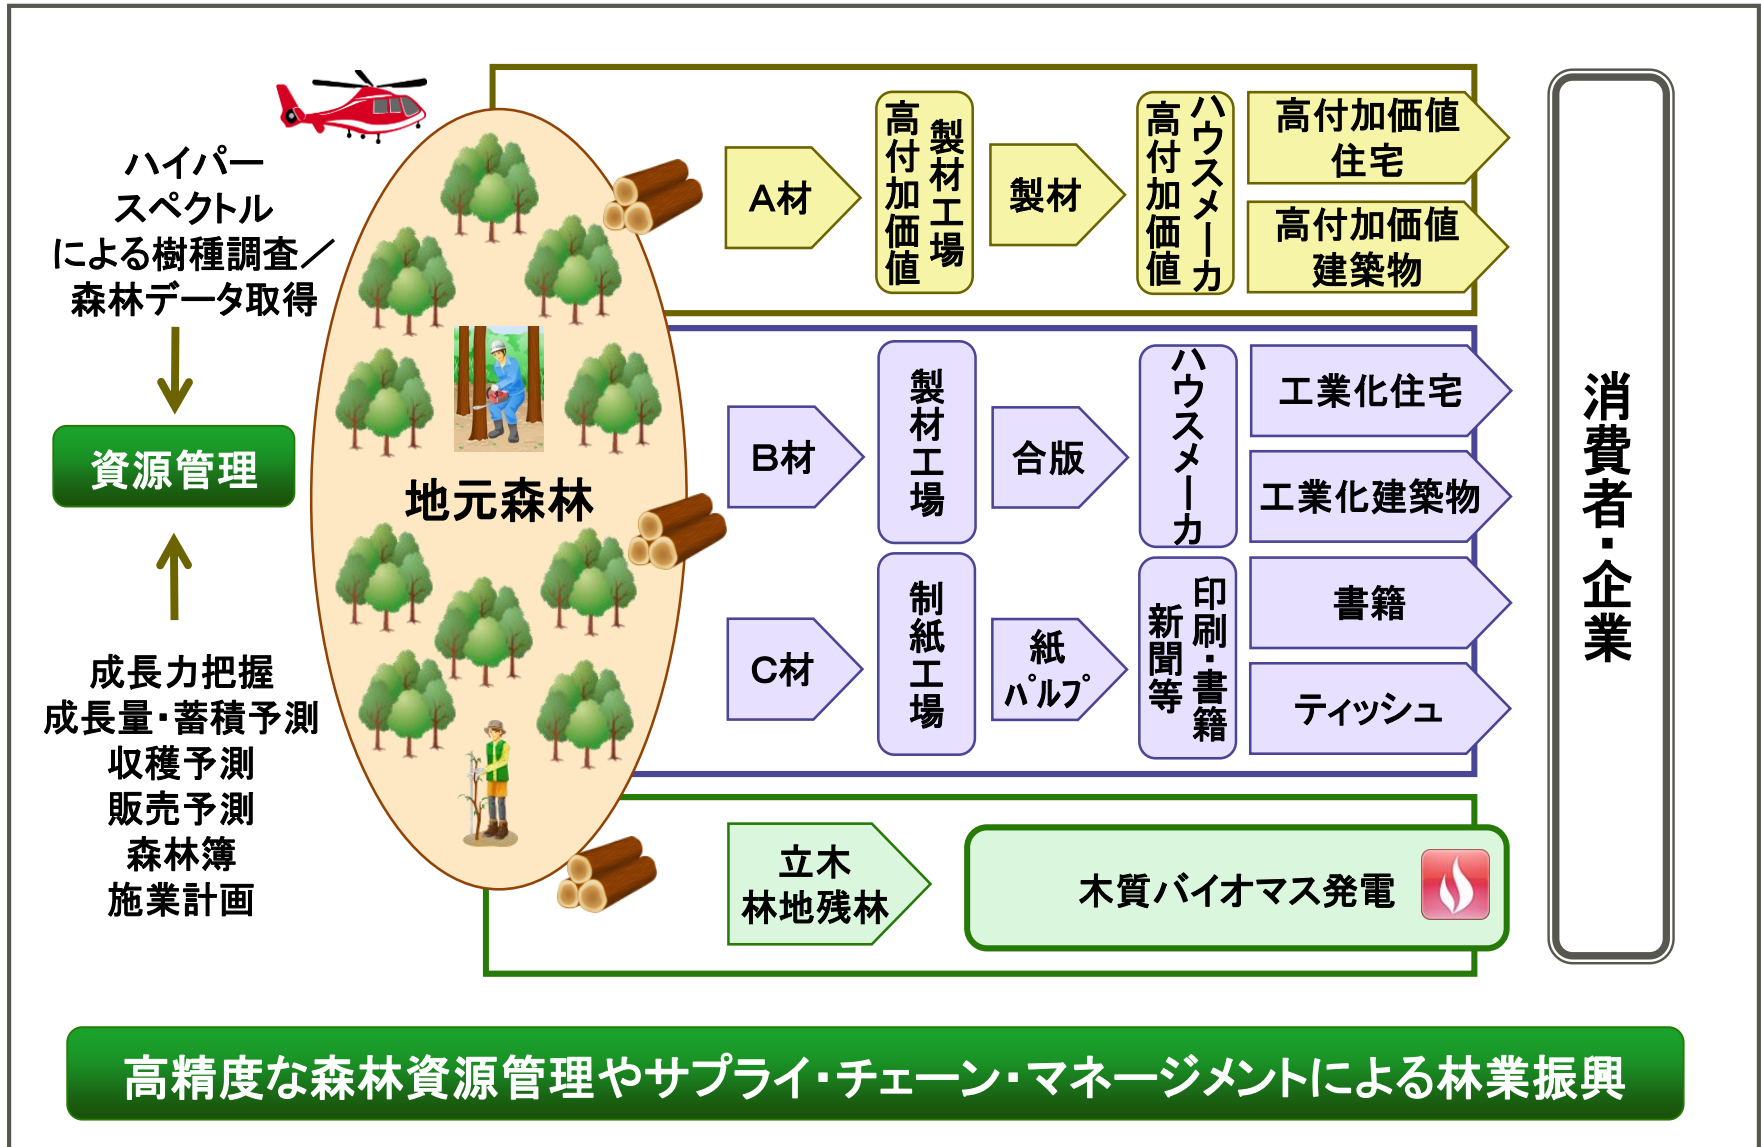 ハイパー
スペクトル
による樹種調査／
森林データ取得
資源管理
成長力把握
成長量・蓄積予測
収穫予測
販売予測
森林簿
施業計画
地元森林
A材
製材工場
高付加価値
製材
ハウスメーカ
高付加価値
高付加価値
住宅
高付加価値
建築物
B材
製材工場
合版
ハウスメーカ
工業化住宅
工業化建築物
C材
制紙工場
紙
パルプ
印刷・書籍
新聞等
書籍
ティッシュ
立木
林地残林
木質バイオマス発電
消費者・企業
高精度な森林資源管理やサプライ・チェーン・マネージメントによる林業振興